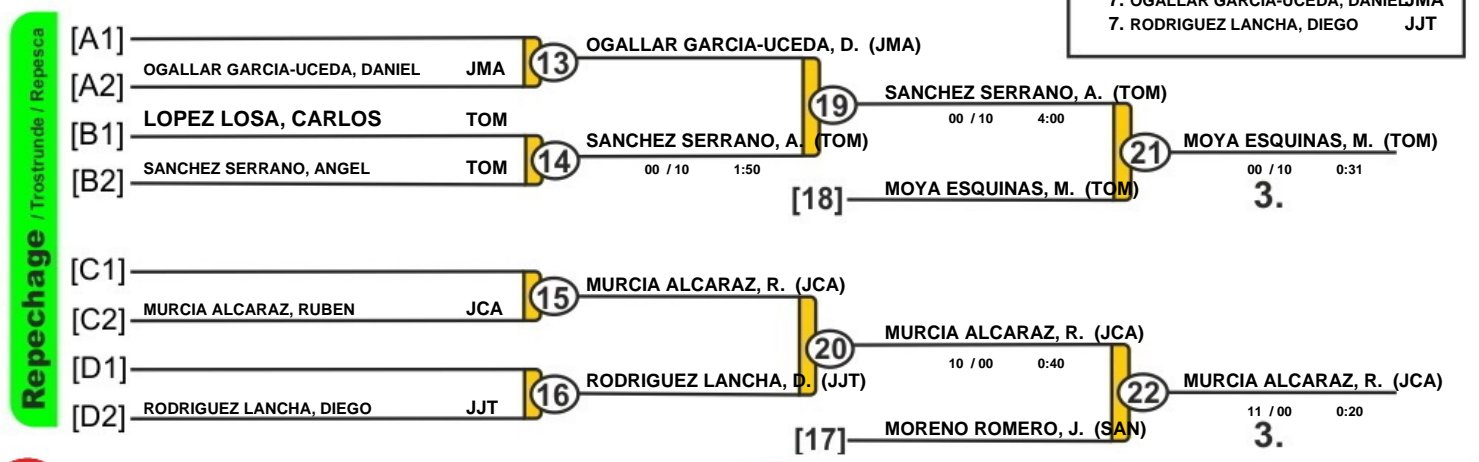 7. OGALLAR GARCIA-UCEDA, DANIEL JMA
7. RODRIGUEZ LANCHA, DIEGO JJT
Repechage / Trostrunde / Repesca
[A1]
OGALLAR GARCIA-UCEDA, D. (JMA)
OGALLAR GARCIA-UCEDA, DANIEL JMA
13
[A2]
SANCHEZ SERRANO, A. (TOM)
19
00 / 10 4:00
LOPEZ LOSA, CARLOS TOM
[B1]
SANCHEZ SERRANO, A. (TOM)
MOYA ESQUINAS, M. (TOM)
21
SANCHEZ SERRANO, ANGEL TOM
14
00 / 10 1:50
00 / 10 0:31
[B2]
[18]
MOYA ESQUINAS, M. (TOM)
3.
[C1]
MURCIA ALCARAZ, R. (JCA)
15
MURCIA ALCARAZ, RUBEN JCA
[C2]
MURCIA ALCARAZ, R. (JCA)
20
10 / 00 0:40
[D1]
RODRIGUEZ LANCHA, D. (JJT)
MURCIA ALCARAZ, R. (JCA)
16
22
RODRIGUEZ LANCHA, DIEGO JJT
11 / 00 0:20
[D2]
[17]
MORENO ROMERO, J. (SAN)
3.